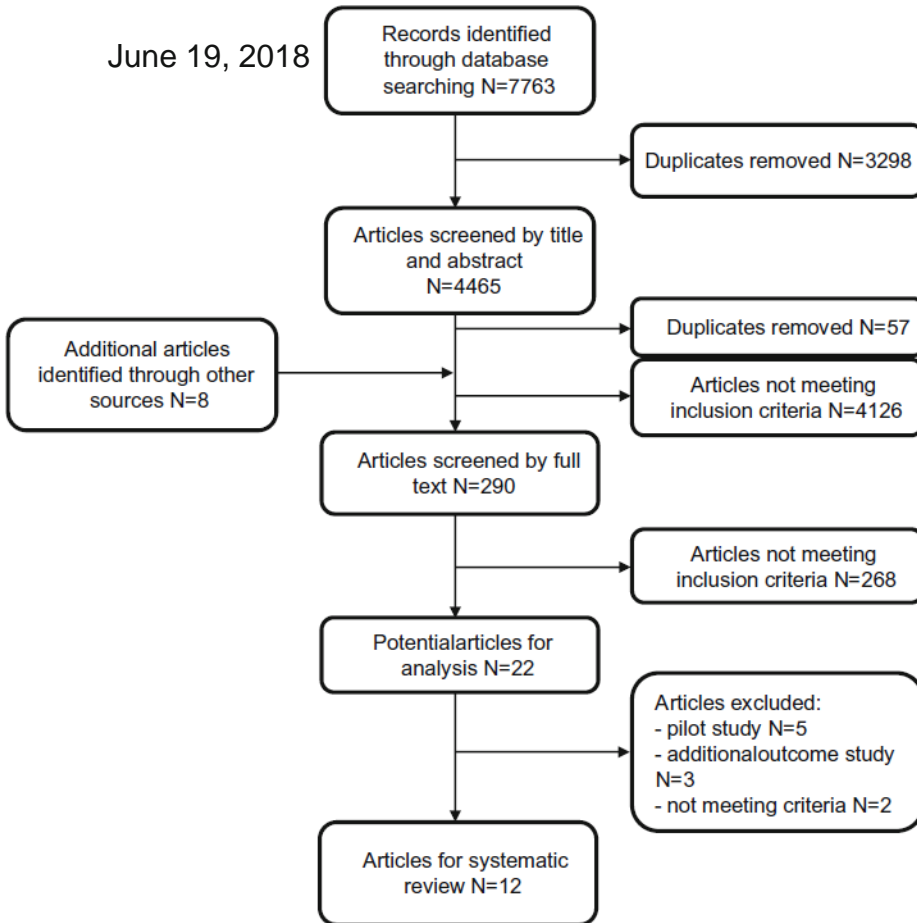 June 19, 2018
Records identified
through database
searching N=7763
Duplicates removed N=3298
Articles screened by title
and abstract
N=4465
Duplicates removed N=57
Additional articles
identified through other
sources N=8
Articles not meeting
inclusion criteria N=4126
Articles screened by full
text N=290
Articles not meeting
inclusion criteria N=268
Potentialarticles for
analysis N=22
Articles excluded:
- pilot study N=5
- additionaloutcome study
N=3
- not meeting criteria N=2
Articles for systematic
review N=12